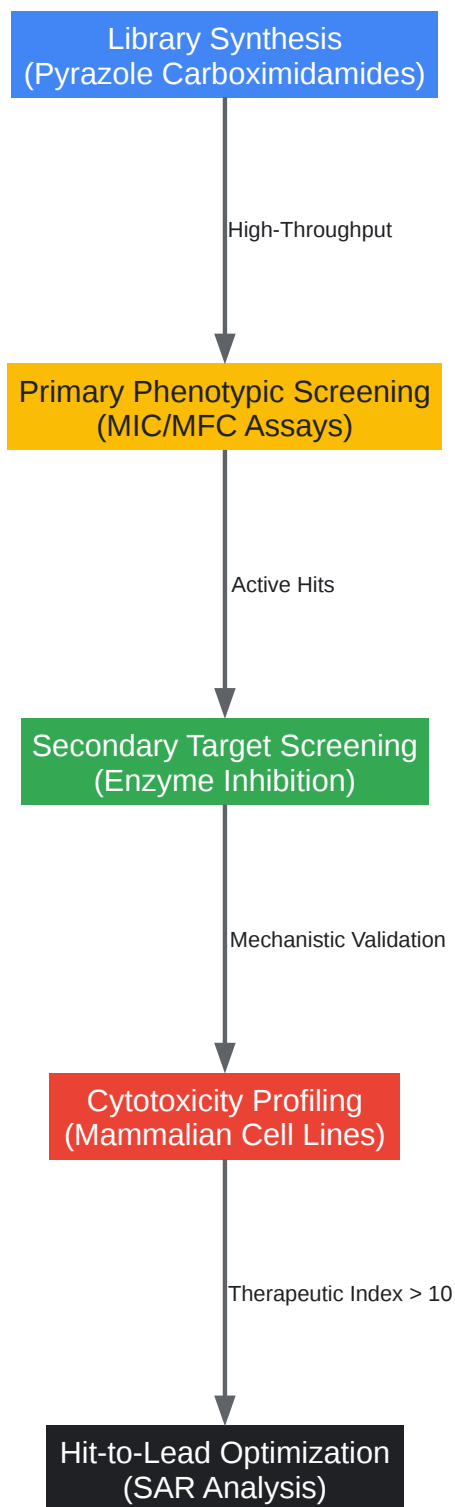 Library Synthesis
(Pyrazole Carboximidamides)
High-Throughput
Primary Phenotypic Screening
(MIC/MFC Assays)
Active Hits
Secondary Target Screening
(Enzyme Inhibition)
Mechanistic Validation
Cytotoxicity Profiling
(Mammalian Cell Lines)
Therapeutic Index > 10
Hit-to-Lead Optimization
(SAR Analysis)